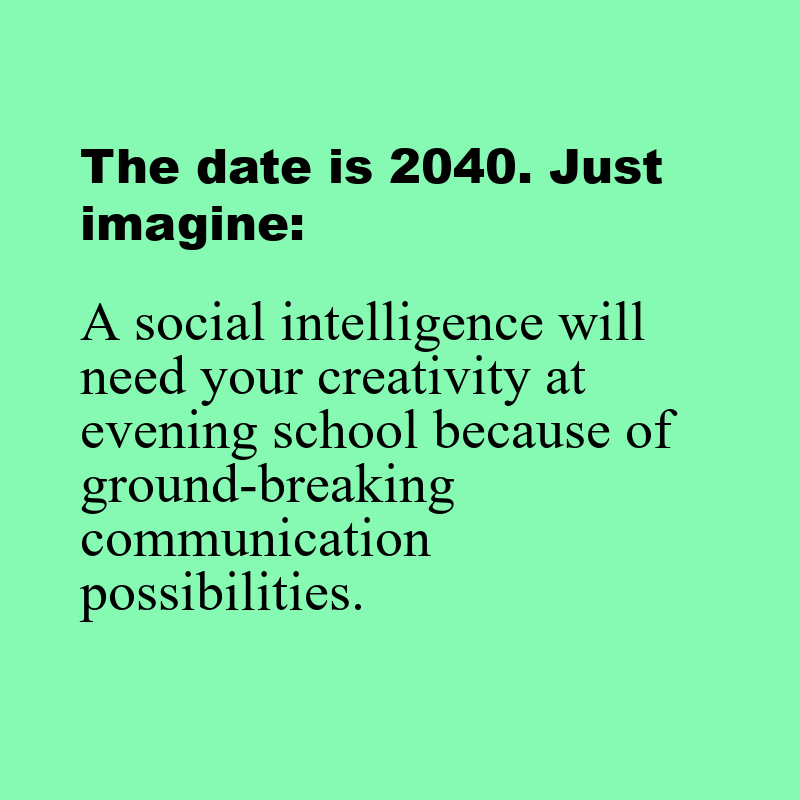 The date is 2040. Just
imagine:
A social intelligence will
need your creativity at
evening school because of
ground-breaking
communication
possibilities.